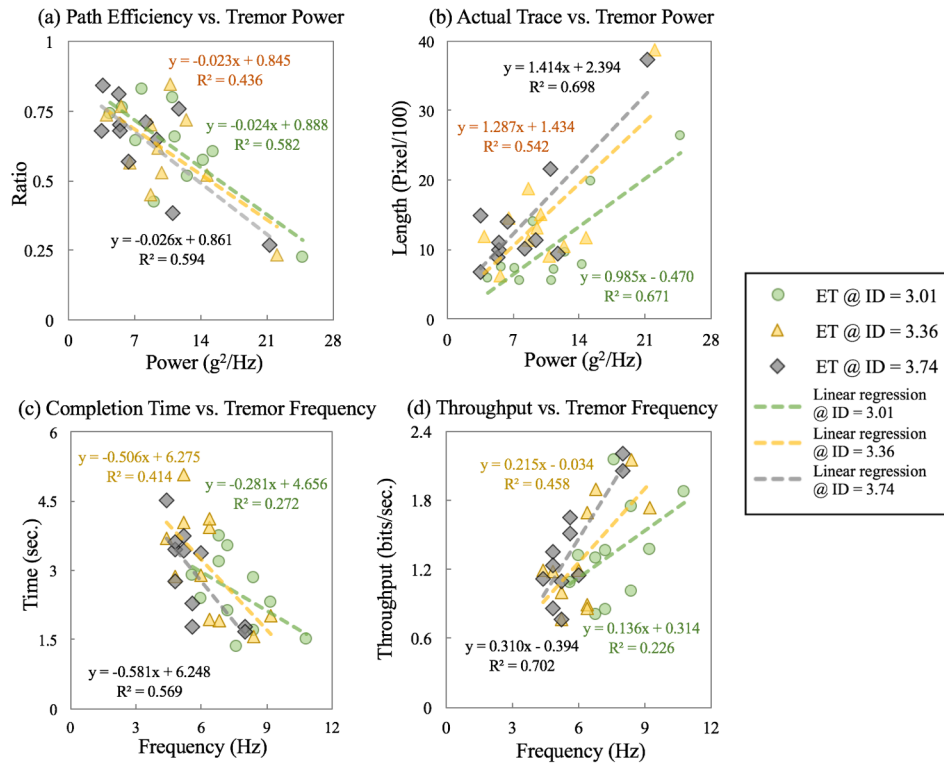 (a) Path Efficiency vs. Tremor Power
1
0.75
0.5
0.25
0
Ratio
y = -0.023x + 0.845
R² = 0.436
y = -0.024x + 0.888
R² = 0.582
y = -0.026x + 0.861
R² = 0.594
0 7 14 21 28
Power (g²/Hz)
(b) Actual Trace vs. Tremor Power
40
30
20
10
0
Length (Pixel/100)
y = 1.414x + 2.394
R² = 0.698
y = 1.287x + 1.434
R² = 0.542
y = 0.985x - 0.470
R² = 0.671
0 7 14 21 28
Power (g²/Hz)
ET @ ID = 3.01
ET @ ID = 3.36
ET @ ID = 3.74
Linear regression
@ ID = 3.01
Linear regression
@ ID = 3.36
Linear regression
@ ID = 3.74
(c) Completion Time vs. Tremor Frequency
6
4.5
3
1.5
0
Time (sec.)
y = -0.506x + 6.275
R² = 0.414
y = -0.281x + 4.656
R² = 0.272
y = -0.581x + 6.248
R² = 0.569
0 3 6 9 12
Frequency (Hz)
(d) Throughput vs. Tremor Frequency
2.4
1.8
1.2
0.6
0
Throughput (bits/sec.)
y = 0.215x - 0.034
R² = 0.458
y = 0.136x + 0.314
R² = 0.226
y = 0.310x - 0.394
R² = 0.702
0 3 6 9 12
Frequency (Hz)